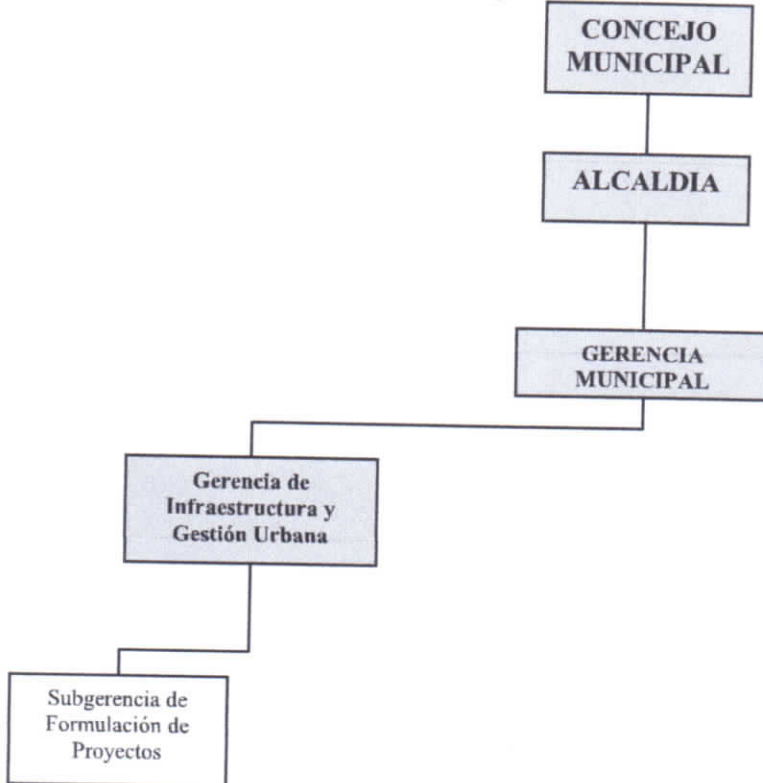 CONCEJO
MUNICIPAL
ALCALDIA
GERENCIA
MUNICIPAL
Gerencia de
Infraestructura y
Gestión Urbana
Subgerencia de
Formulación de
Proyectos